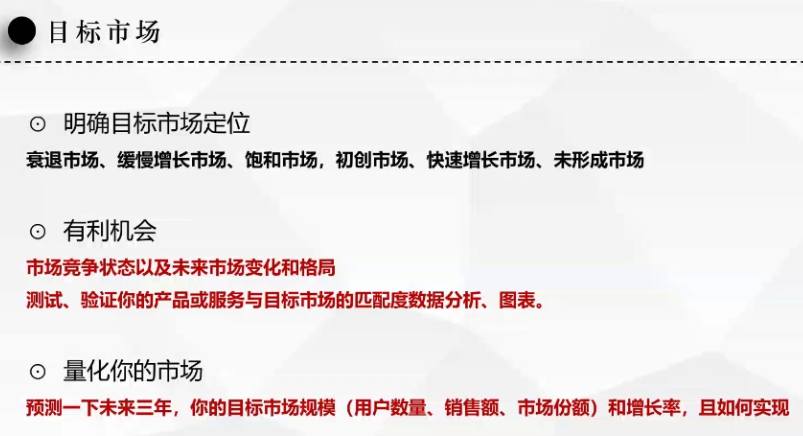 目标市场
明确目标市场定位
衰退市场、缓慢增长市场、饱和市场，初创市场、快速增长市场、未形成市场
有利机会
市场竞争状态以及未来市场变化和格局
测试、验证你的产品或服务与目标市场的匹配度数据分析、图表。
量化你的市场
预测一下未来三年，你的目标市场规模（用户数量、销售额、市场份额）和增长率，且如何实现